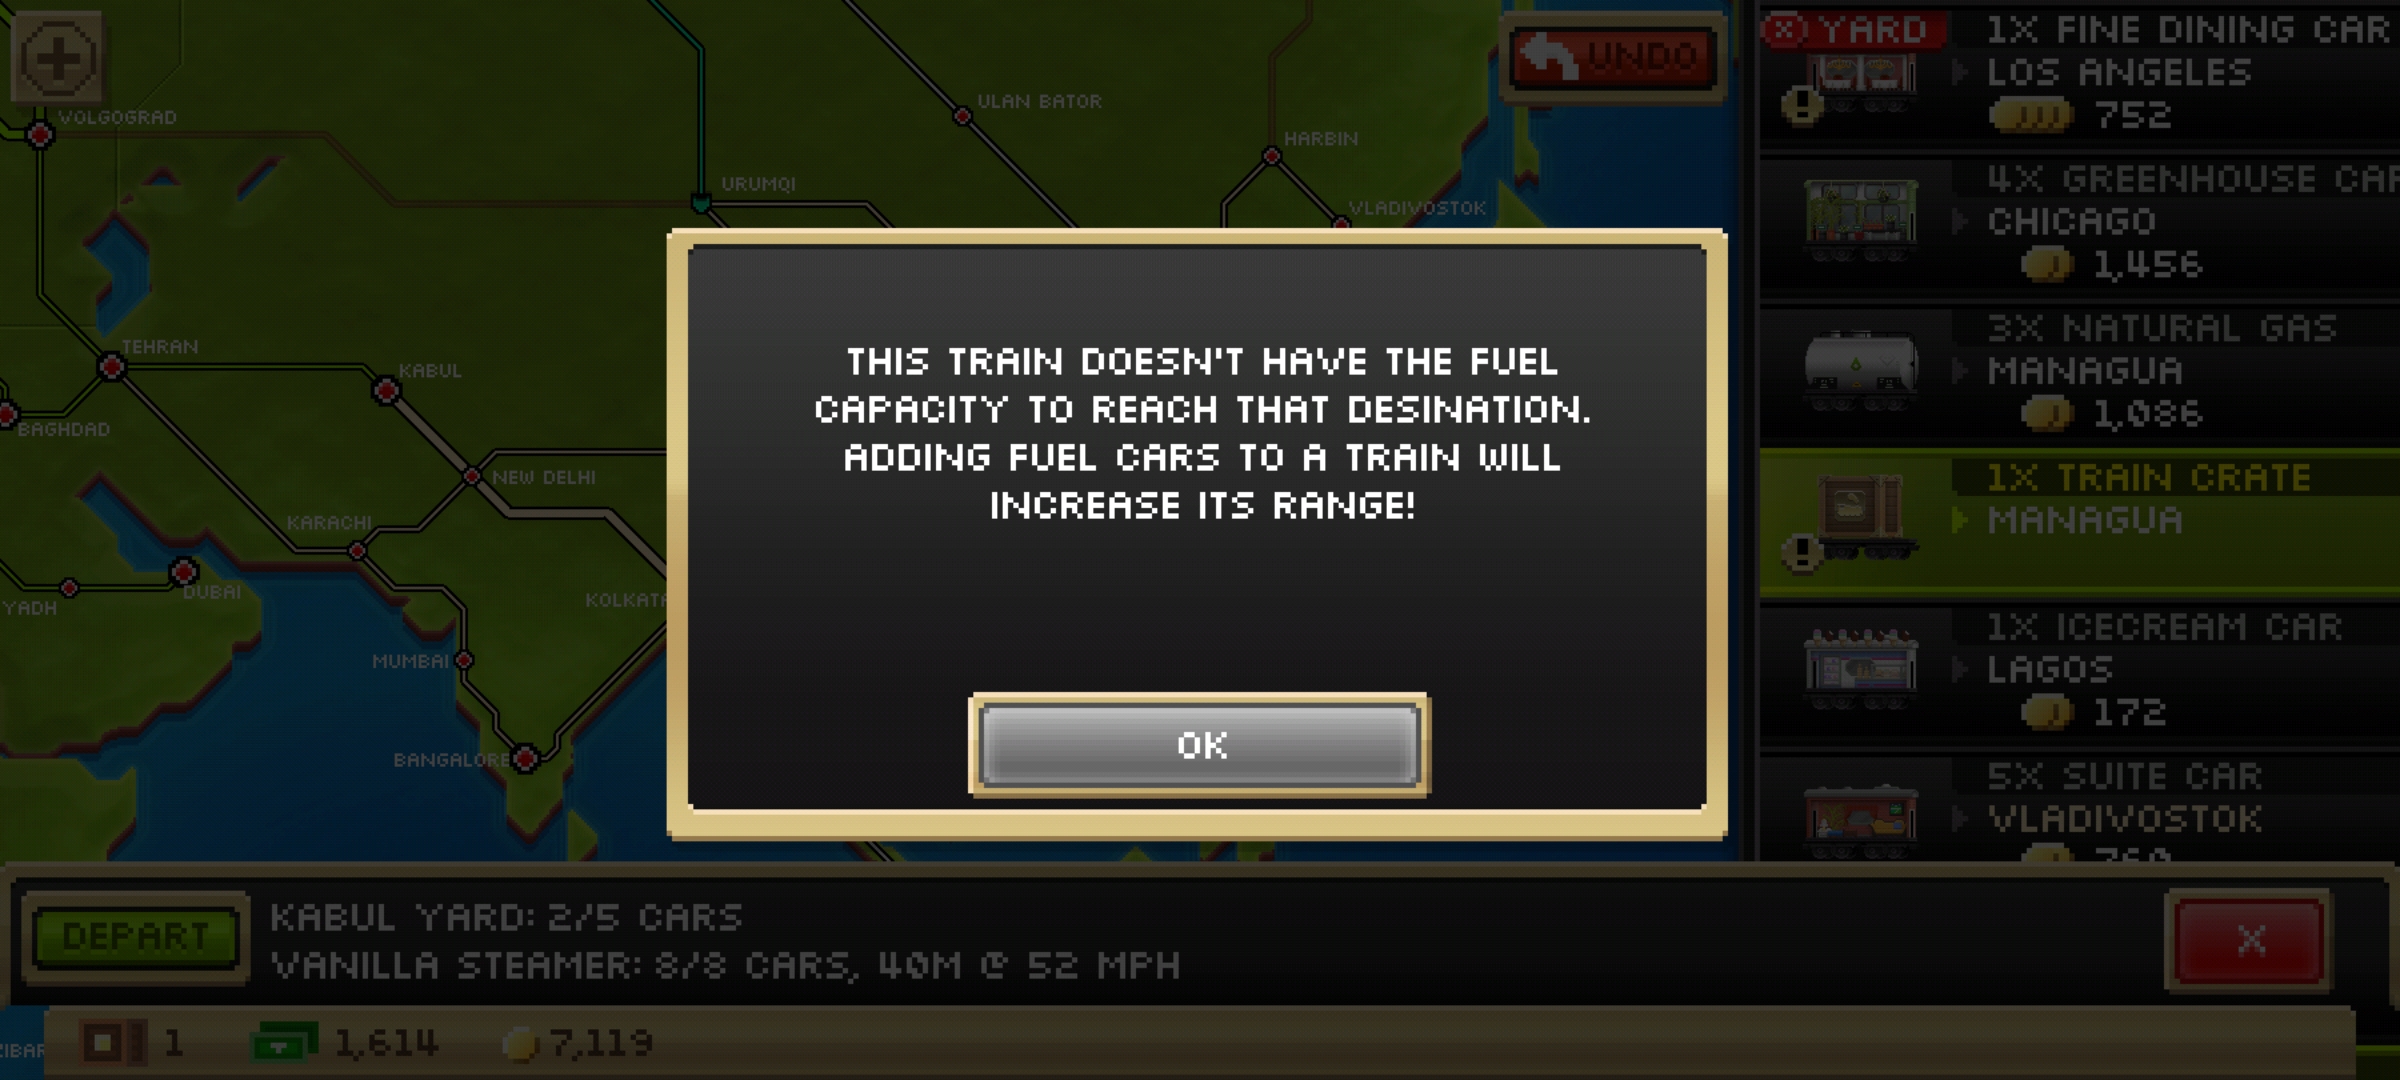 THIS TRAIN DOESN'T HAVE THE FUEL
CAPACITY TO REACH THAT DESINATION.
ADDING FUEL CARS TO A TRAIN WILL
INCREASE ITS RANGE!
OK
UNDO
VOLGOGRAD
ULAN BATOR
HARBIN
URUMQI
VLADIVOSTOK
TEHRAN
KABUL
BAGHDAD
NEW DELHI
KARACHI
DUBAI
YADH
KOLKATA
MUMBAI
BANGALORE
YARD
1X FINE DINING CAR
LOS ANGELES
752
4X GREENHOUSE CAR
CHICAGO
1,456
3X NATURAL GAS
MANAGUA
1,086
1X TRAIN CRATE
MANAGUA
1X ICECREAM CAR
LAGOS
172
5X SUITE CAR
VLADIVOSTOK
760
DEPART
KABUL YARD: 2/5 CARS
VANILLA STEAMER: 8/8 CARS, 40M @ 52 MPH
X
ZIBAR
1
1,614
7,119